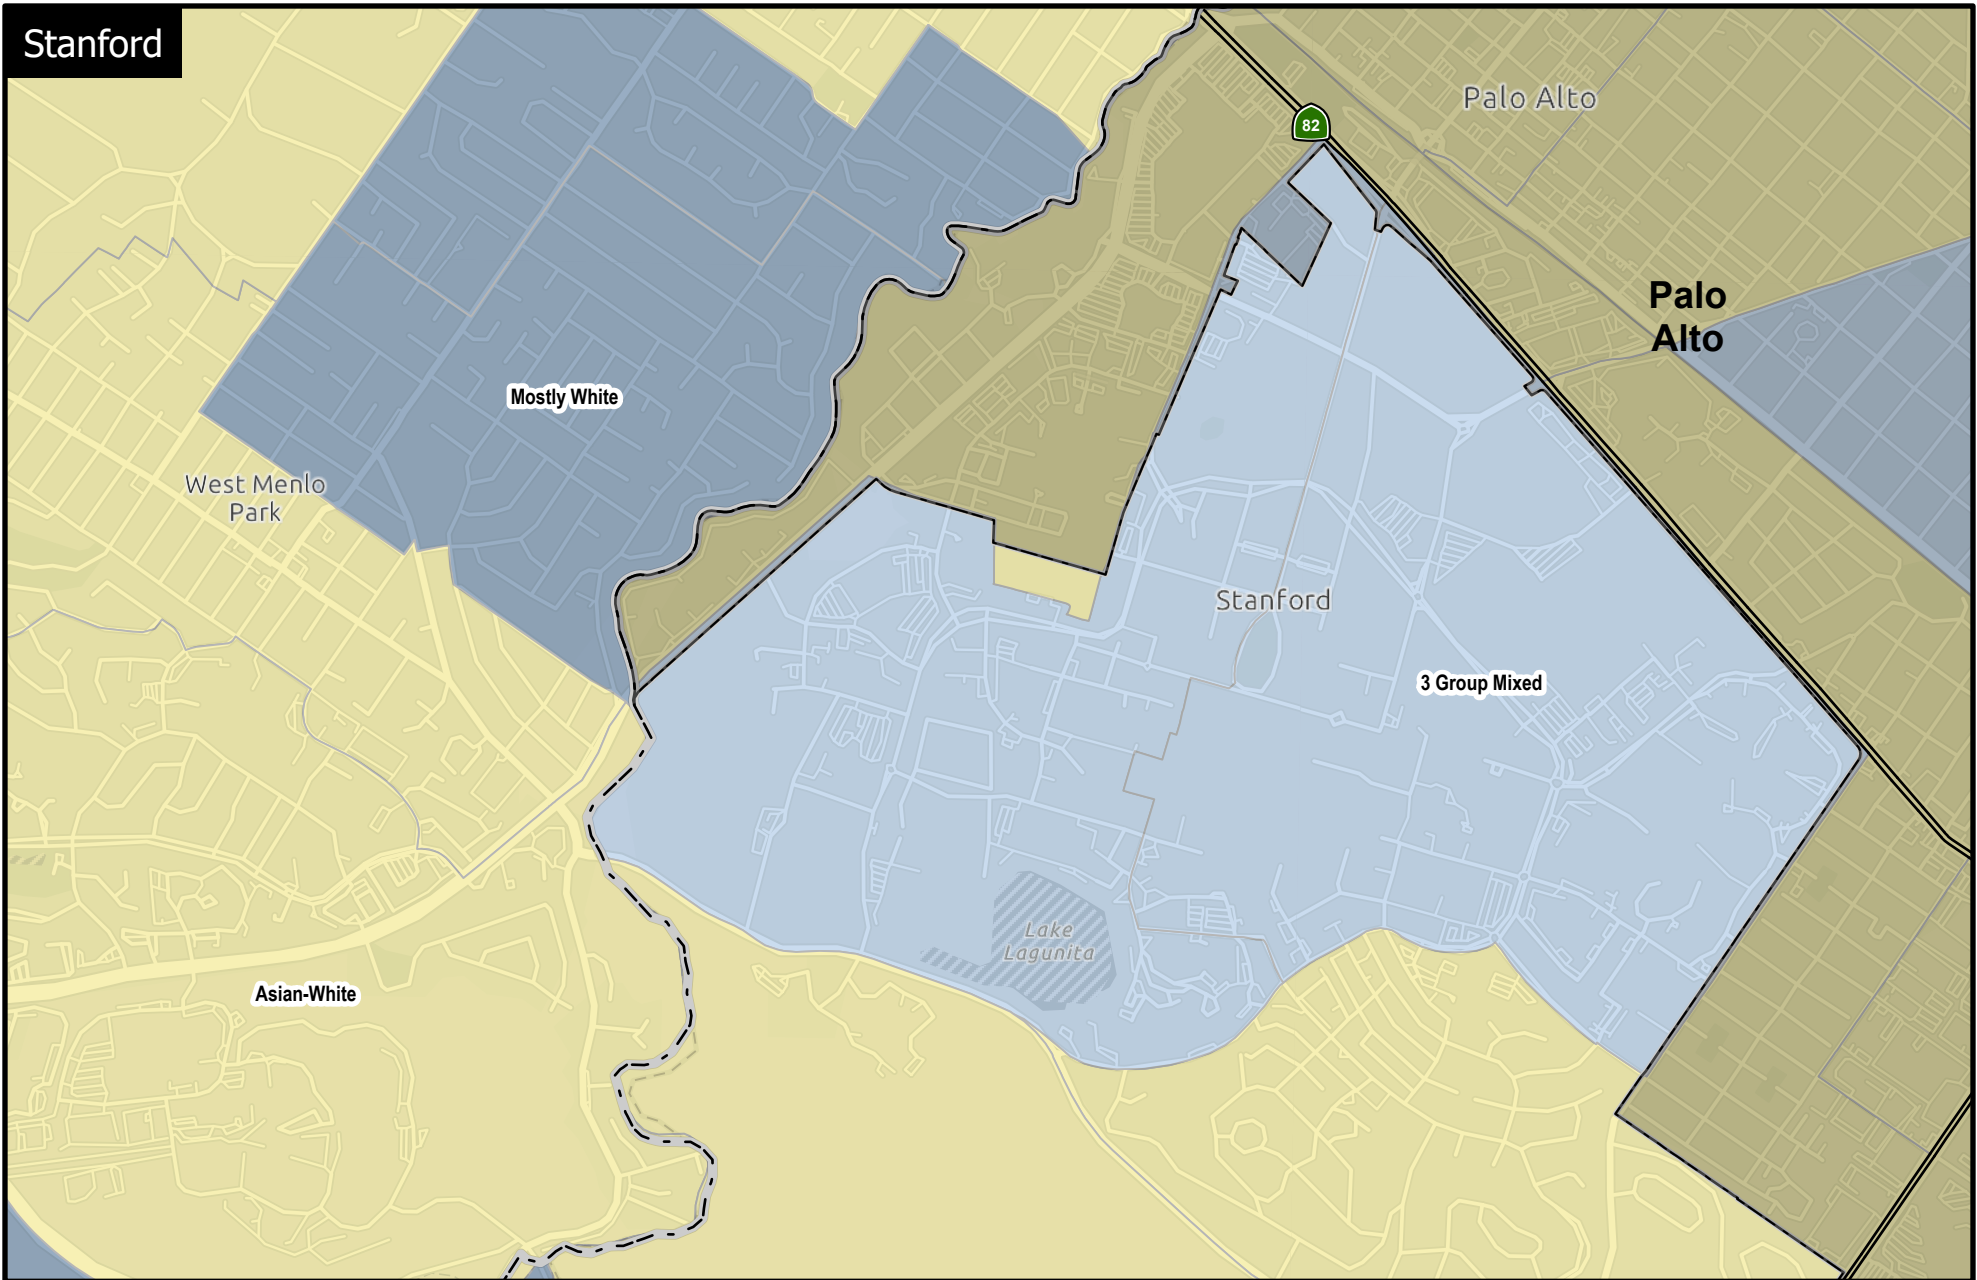 Stanford
Palo Alto
82
Palo
Alto
Mostly White
West Menlo
Park
Stanford
3 Group Mixed
Lake
Lagunita
Asian-White